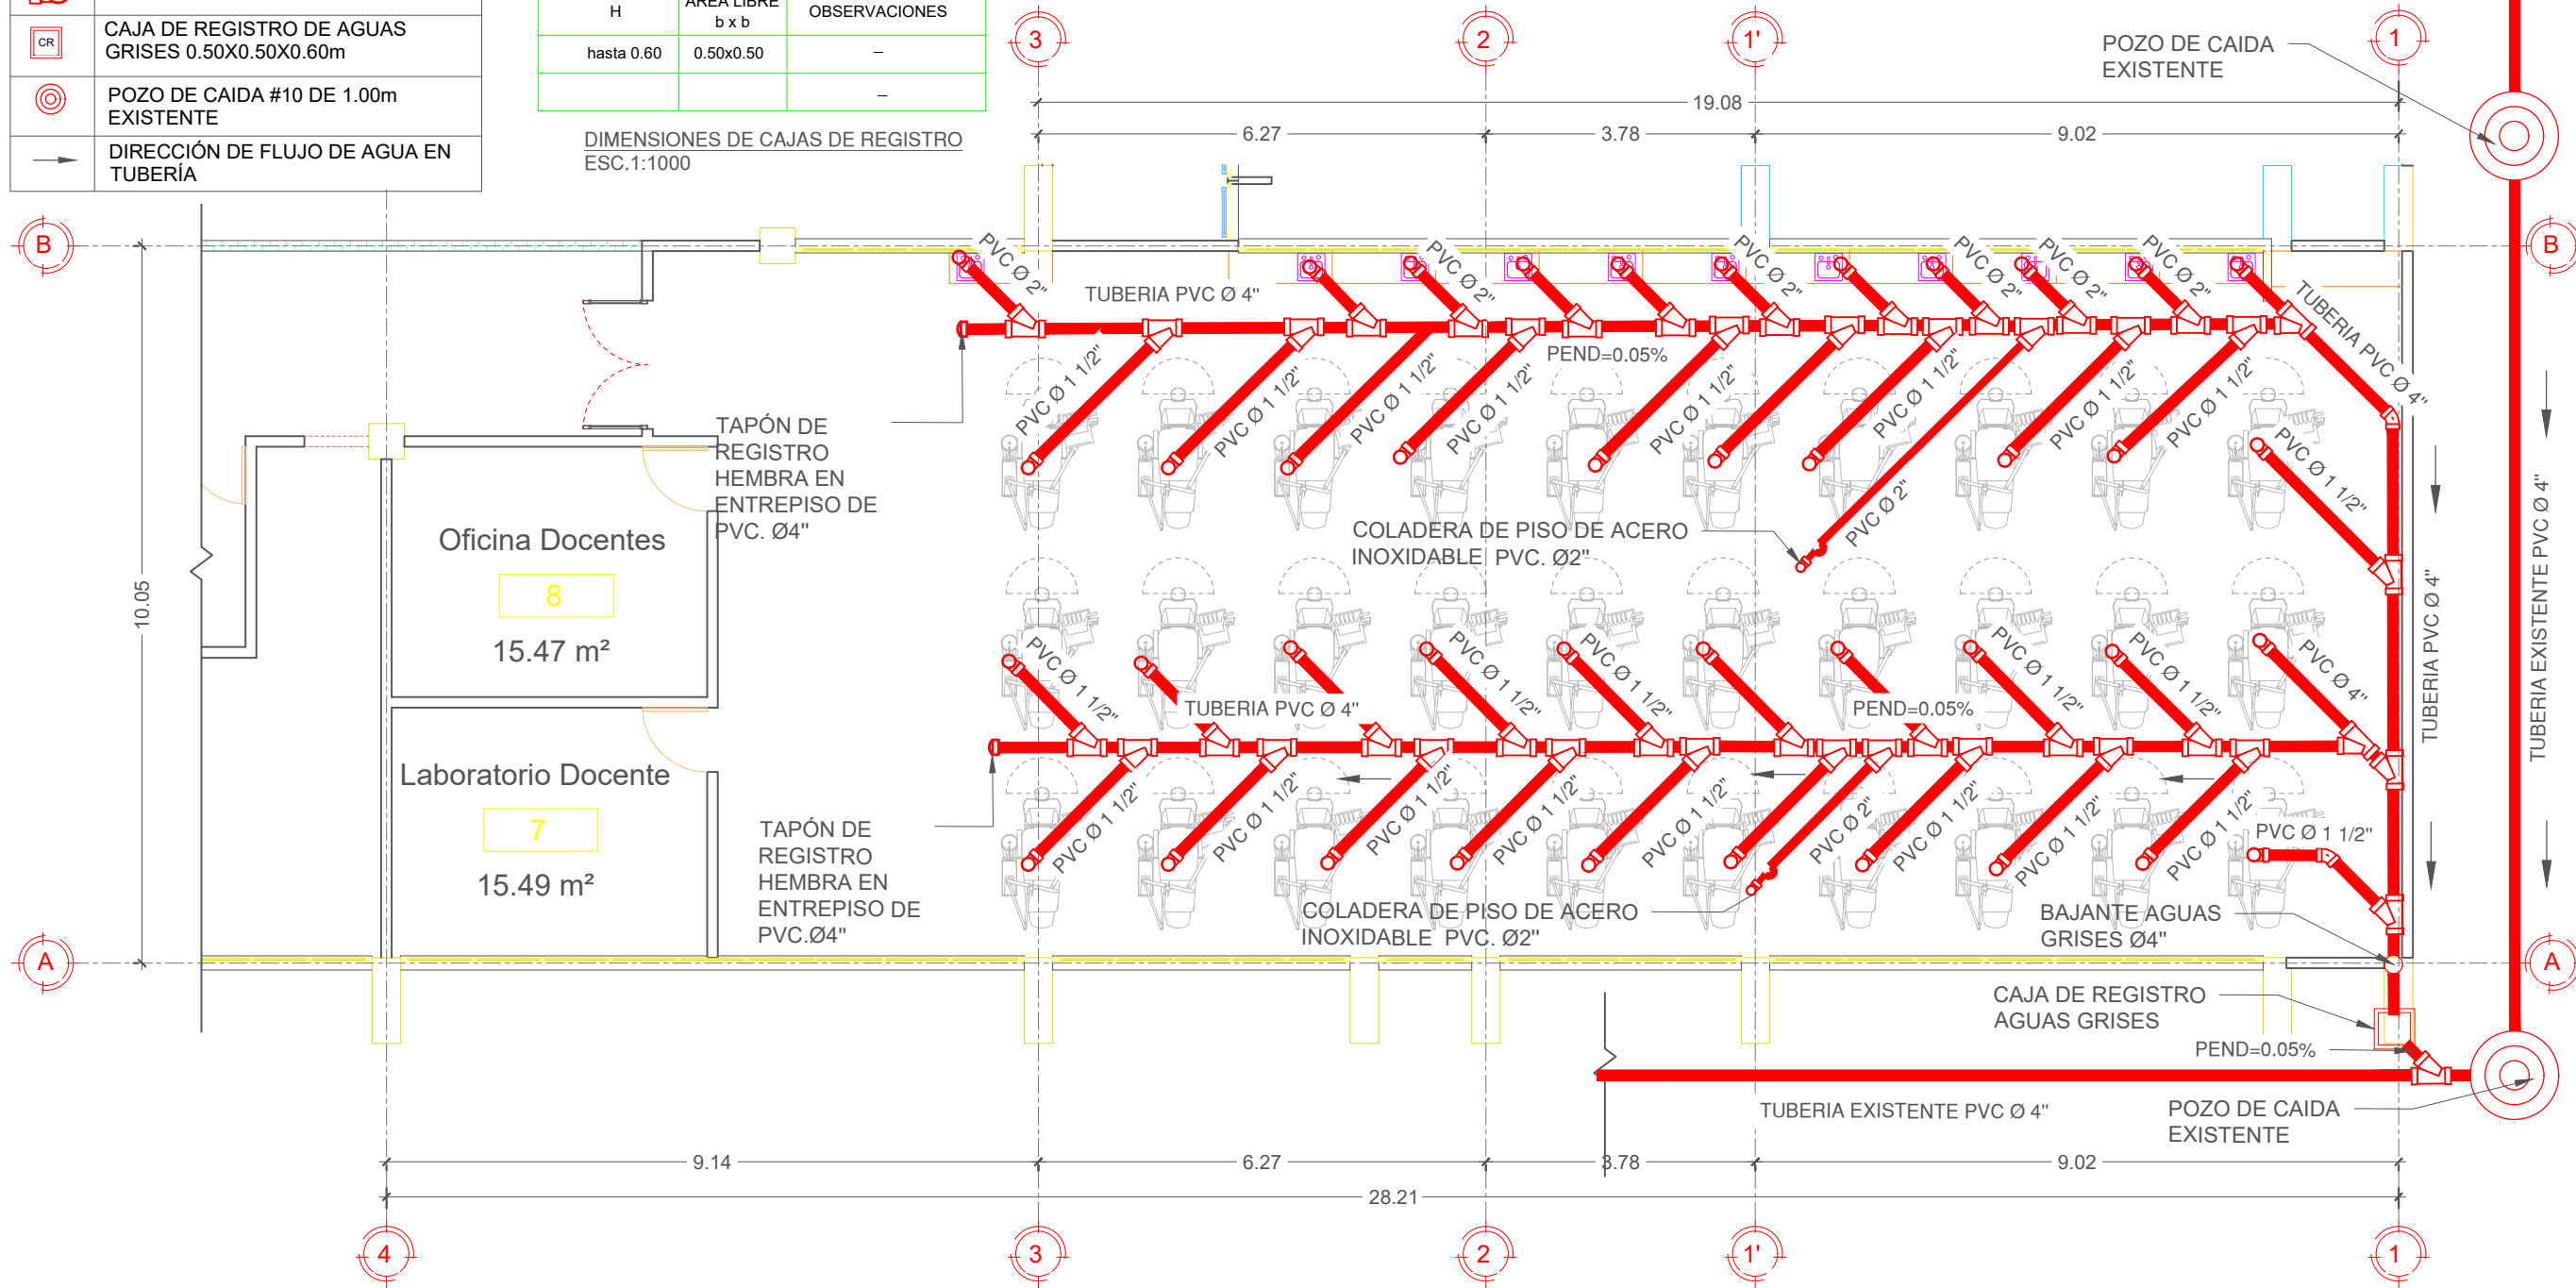 CR
CAJA DE REGISTRO DE AGUAS
GRISES 0.50X0.50X0.60m
POZO DE CAIDA #10 DE 1.00m
EXISTENTE
DIRECCIÓN DE FLUJO DE AGUA EN
TUBERÍA
H
AREA LIBRE
b x b
OBSERVACIONES
hasta 0.60
0.50x0.50
–
–
DIMENSIONES DE CAJAS DE REGISTRO
ESC.1:1000
3
2
1'
1
POZO DE CAIDA
EXISTENTE
19.08
6.27
3.78
9.02
B
B
PVC Ø 2"
TUBERIA PVC Ø 4"
PVC Ø 2"
PVC Ø 2"
PVC Ø 2"
PVC Ø 2"
PVC Ø 2"
TUBERIA PVC Ø 4"
PEND=0.05%
PVC Ø 1 1/2"
PVC Ø 1 1/2"
PVC Ø 1 1/2"
PVC Ø 1 1/2"
PVC Ø 1 1/2"
PVC Ø 1 1/2"
PVC Ø 1 1/2"
PVC Ø 1 1/2"
PVC Ø 1 1/2"
TAPÓN DE
REGISTRO
HEMBRA EN
ENTREPISO DE
PVC. Ø4"
PVC Ø 2"
COLADERA DE PISO DE ACERO
INOXIDABLE PVC. Ø2"
TUBERIA PVC Ø 4"
TUBERIA EXISTENTE PVC Ø 4"
10.05
Oficina Docentes
8
15.47 m²
PVC Ø 1 1/2"
TUBERIA PVC Ø 4"
PVC Ø 1 1/2"
PVC Ø 1 1/2"
PEND=0.05%
PVC Ø 1 1/2"
PVC Ø 1 1/2"
PVC Ø 4"
Laboratorio Docente
7
15.49 m²
TAPÓN DE
REGISTRO
HEMBRA EN
ENTREPISO DE
PVC.Ø4"
PVC Ø 1 1/2"
PVC Ø 1 1/2"
PVC Ø 1 1/2"
PVC Ø 1 1/2"
PVC Ø 1 1/2"
PVC Ø 2"
PVC Ø 1 1/2"
PVC Ø 1 1/2"
PVC Ø 1 1/2"
PVC Ø 1 1/2"
COLADERA DE PISO DE ACERO
INOXIDABLE PVC. Ø2"
BAJANTE AGUAS
GRISES Ø4"
A
A
CAJA DE REGISTRO
AGUAS GRISES
PEND=0.05%
TUBERIA EXISTENTE PVC Ø 4"
POZO DE CAIDA
EXISTENTE
9.14
6.27
3.78
9.02
28.21
4
3
2
1'
1